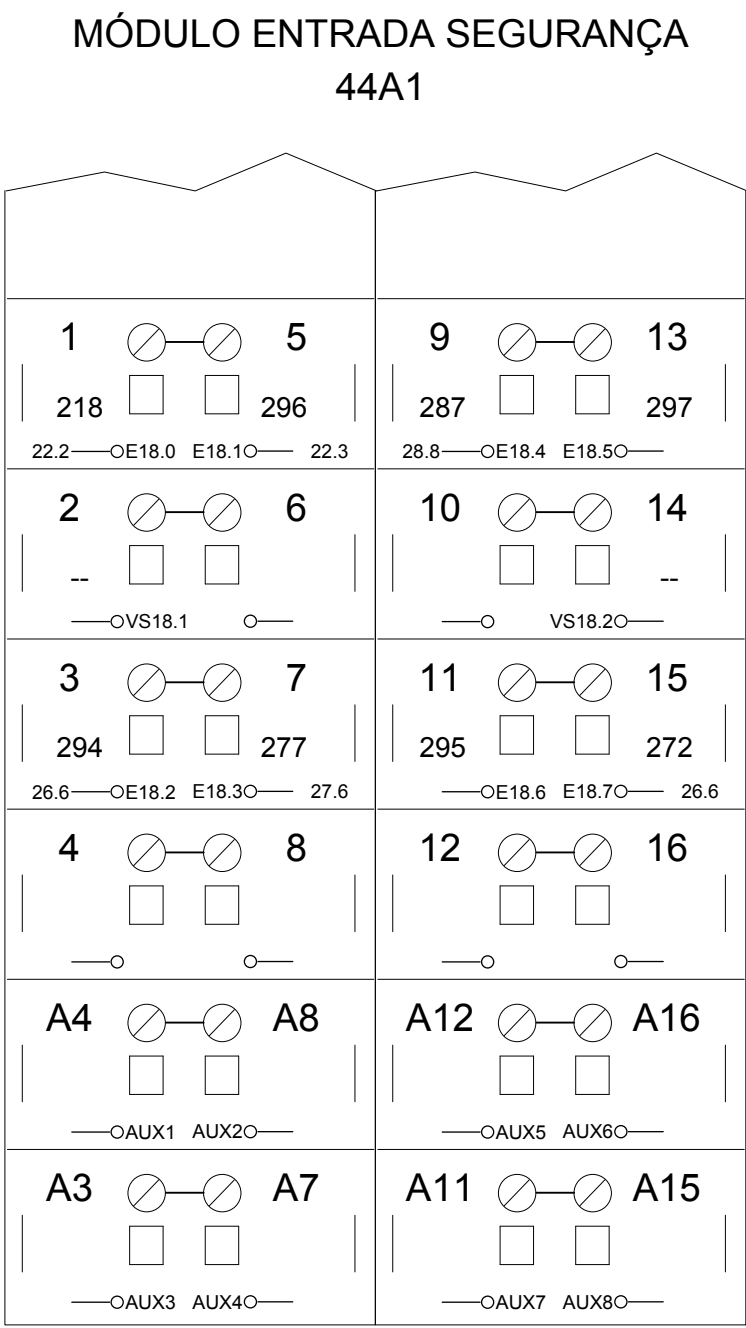 MÓDULO ENTRADA SEGURANÇA
44A1
1 5 9 13
218 296 287 297
22.2 E18.0 E18.1 22.3 28.8 E18.4 E18.5
2 6 10 14
-- --
VS18.1 VS18.2
3 7 11 15
294 277 295 272
26.6 E18.2 E18.3 27.6 E18.6 E18.7 26.6
4 8 12 16
A4 A8 A12 A16
AUX1 AUX2 AUX5 AUX6
A3 A7 A11 A15
AUX3 AUX4 AUX7 AUX8